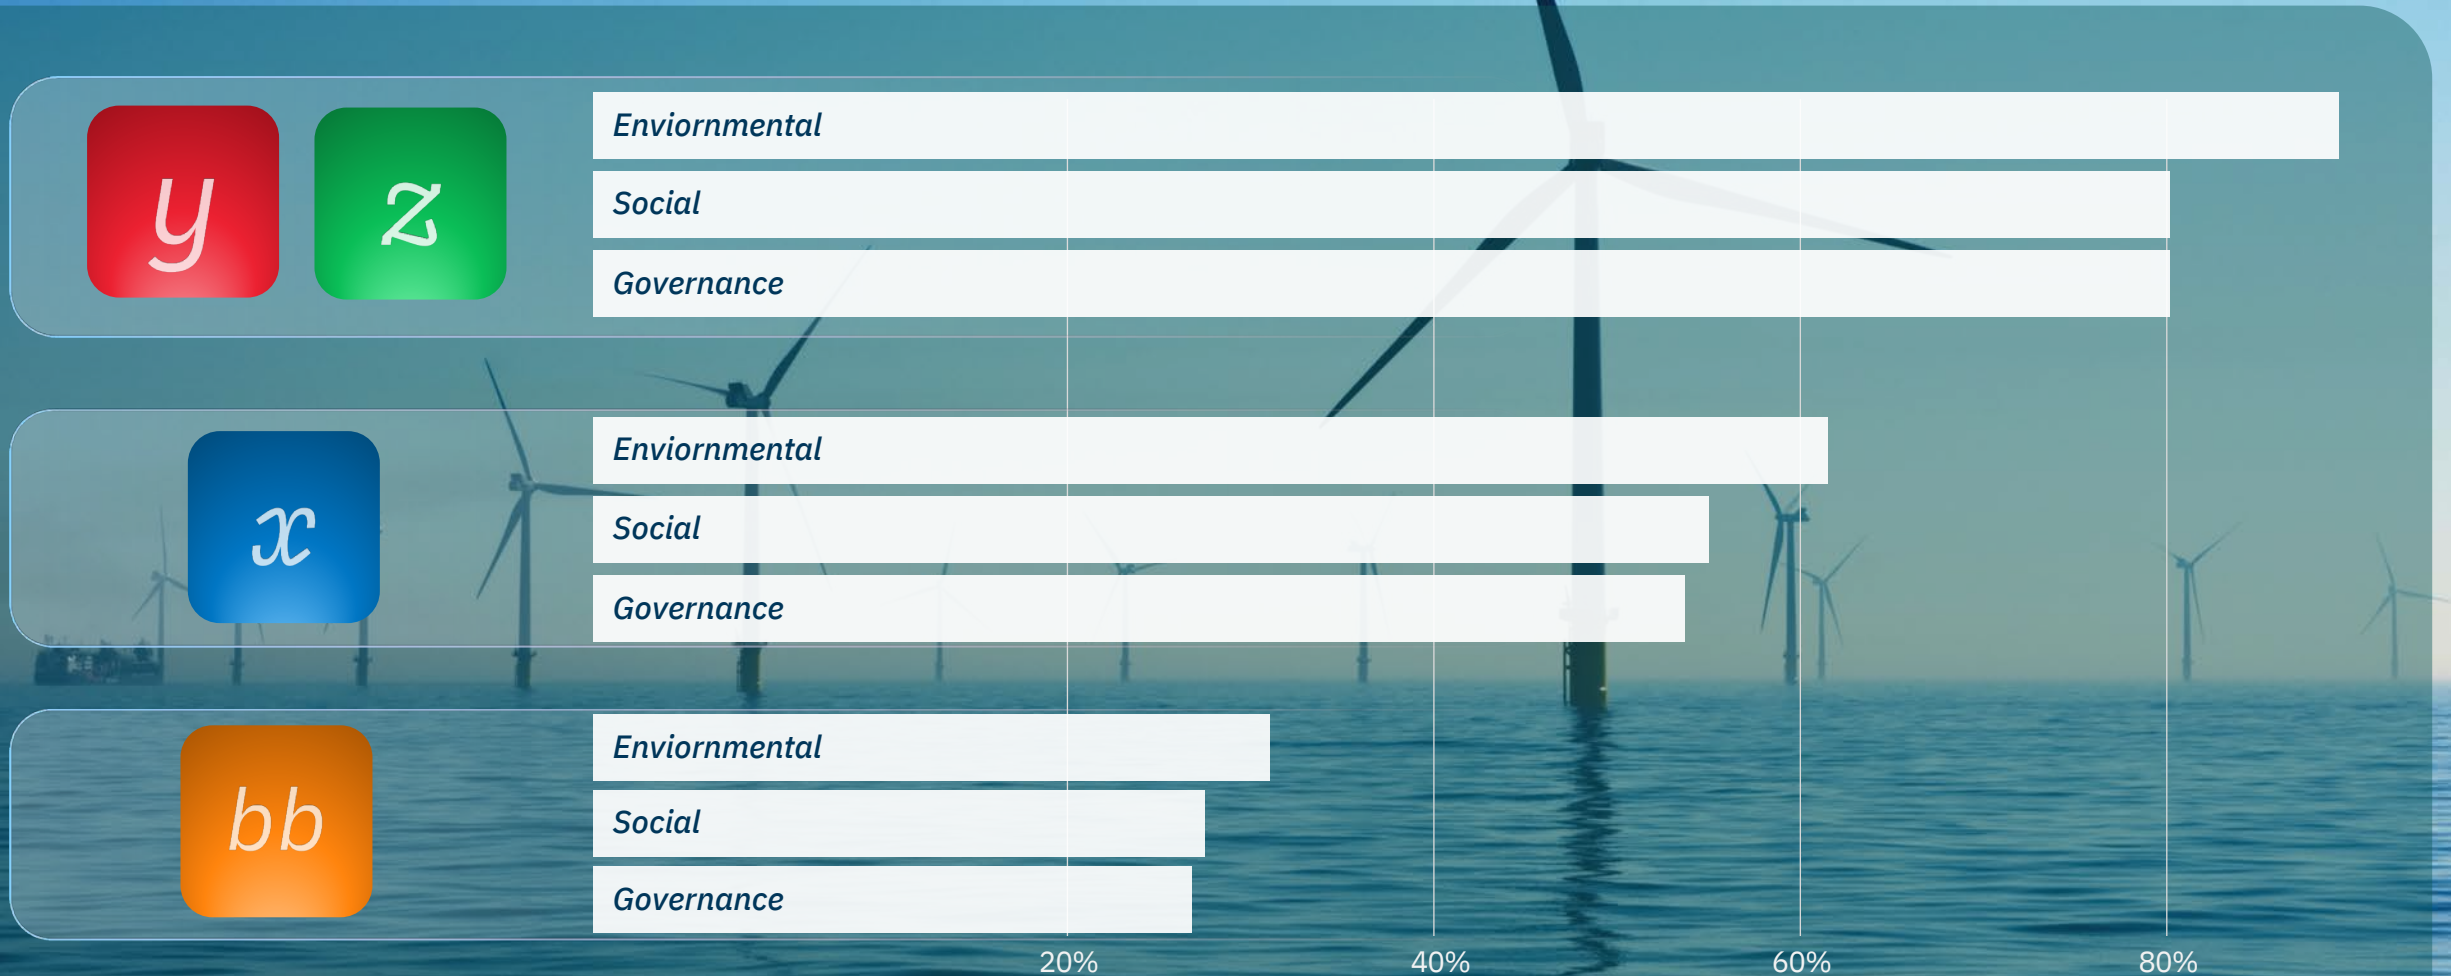 y z
Enviornmental
Social
Governance
x
Enviornmental
Social
Governance
bb
Enviornmental
Social
Governance
20% 40% 60% 80%